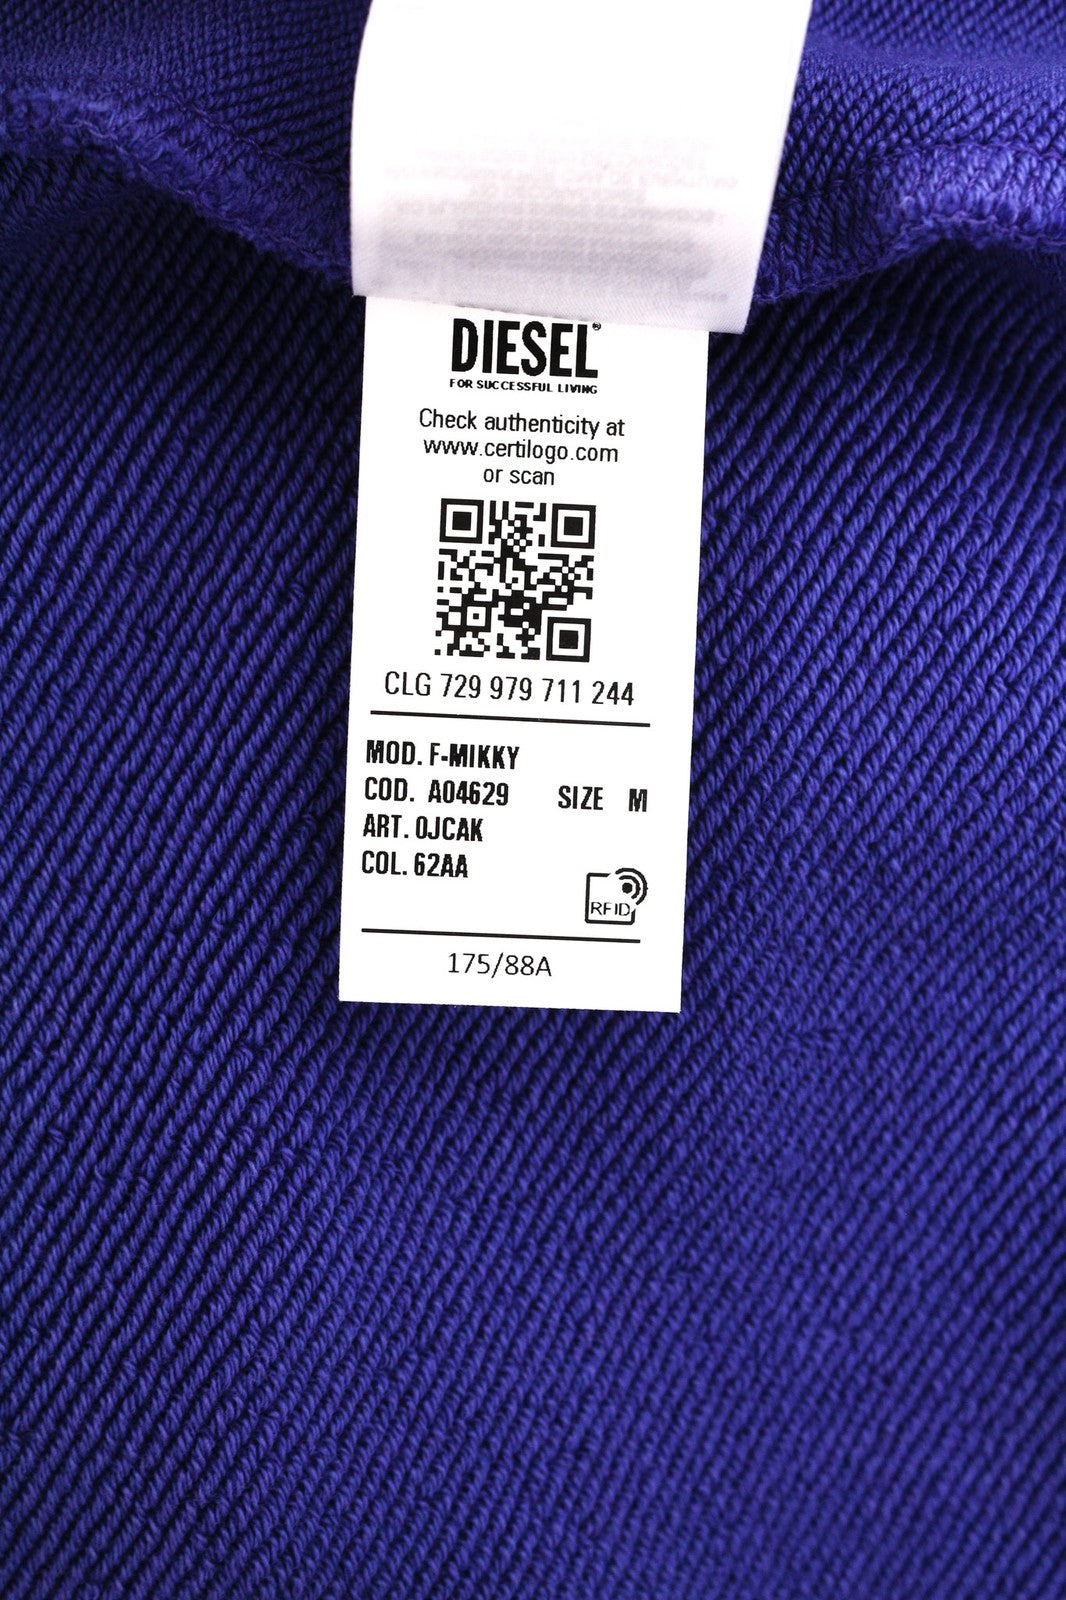 DIESEL®
FOR SUCCESSFUL LIVING
Check authenticity at
www.certilogo.com
or scan
CLG 729 979 711 244
MOD. F-MIKKY
COD. A04629 SIZE M
ART. 0JCAK
COL. 62AA
RFID
175/88A